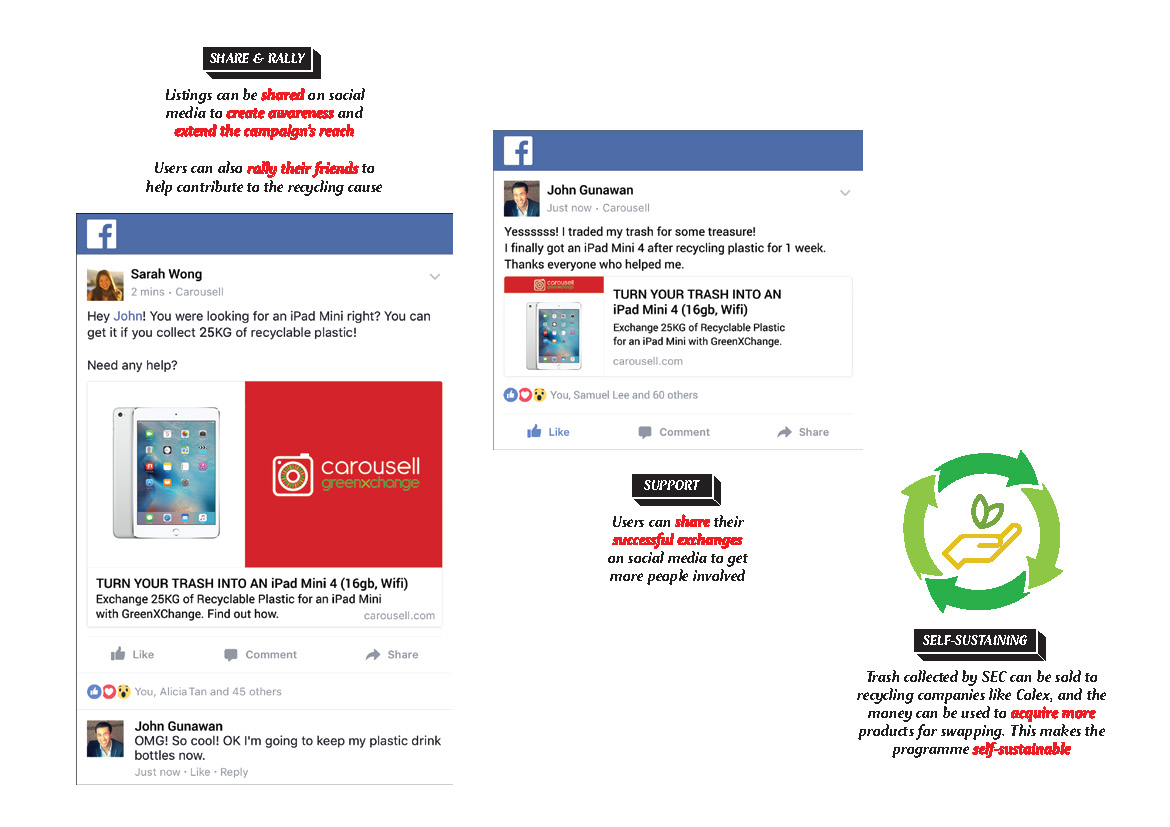 SHARE & RALLY
Listings can be shared on social
media to create awareness and
extend the campaign's reach
Users can also rally their friends to
help contribute to the recycling cause
f
Sarah Wong
2 mins · Carousell
Hey John! You were looking for an iPad Mini right? You can
get it if you collect 25KG of recyclable plastic!
Need any help?
carousell
greenxchange
TURN YOUR TRASH INTO AN iPad Mini 4 (16gb, Wifi)
Exchange 25KG of Recyclable Plastic for an iPad Mini
with GreenXChange. Find out how.
carousell.com
Like
Comment
Share
You, Alicia Tan and 45 others
John Gunawan
OMG! So cool! OK I'm going to keep my plastic drink
bottles now.
Just now · Like · Reply
f
John Gunawan
Just now · Carousell
Yessssss! I traded my trash for some treasure!
I finally got an iPad Mini 4 after recycling plastic for 1 week.
Thanks everyone who helped me.
carousell
greenxchange
TURN YOUR TRASH INTO AN
iPad Mini 4 (16gb, Wifi)
Exchange 25KG of Recyclable Plastic
for an iPad Mini with GreenXChange.
carousell.com
You, Samuel Lee and 60 others
Like
Comment
Share
SUPPORT
Users can share their
successful exchanges
on social media to get
more people involved
SELF-SUSTAINING
Trash collected by SEC can be sold to
recycling companies like Colex, and the
money can be used to acquire more
products for swapping. This makes the
programme self-sustainable